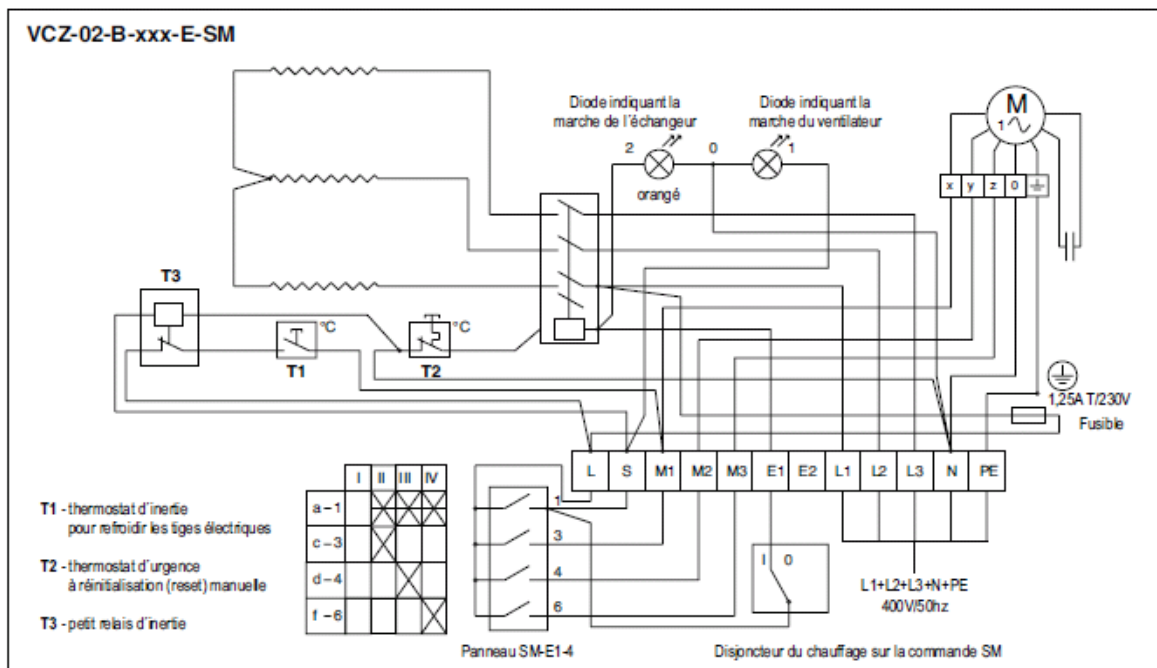 VCZ-02-B-xxx-E-SM
Diode indiquant la
marche de l´échangeur
Diode indiquant la
marche du ventilateur
M
1
2
0
1
orangé
x
y
z
0
T3
°C
T1
°C
T2
1,25A T/230V
Fusible
L
S
M1
M2
M3
E1
E2
L1
L2
L3
N
PE
I
II
III
IV
a – 1
c – 3
d – 4
f – 6
T1 - thermostat d´inertie
pour refroidir les tiges électriques
T2 - thermostat d´urgence
à réinitialisation (reset) manuelle
T3 - petit relais d´inertie
1
3
4
6
I
0
L1+L2+L3+N+PE
400V/50hz
Panneau SM-E1-4
Disjoncteur du chauffage sur la commande SM